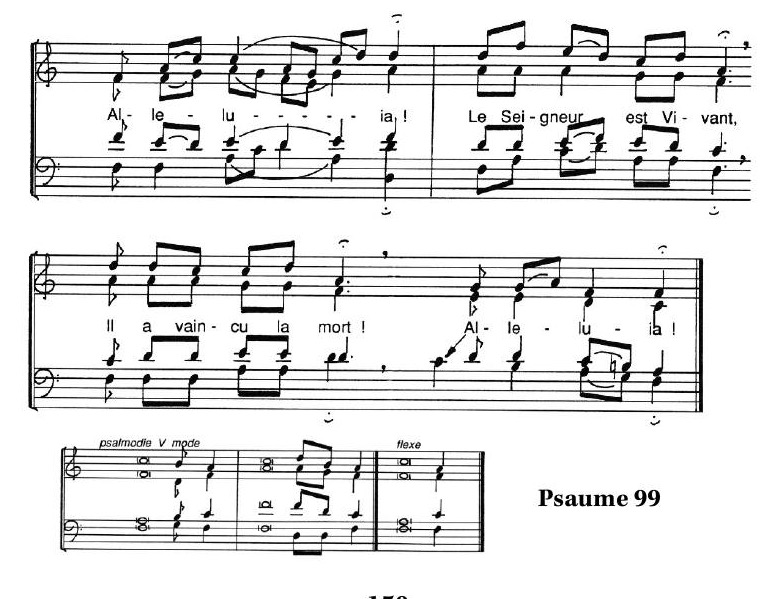 Al- le - lu - - - - - ia ! Le Sei - gneur est Vi - vant,
Il a vain - cu la mort ! Al - le - lu - ia !
psalmodie V mode flexe
Psaume 99